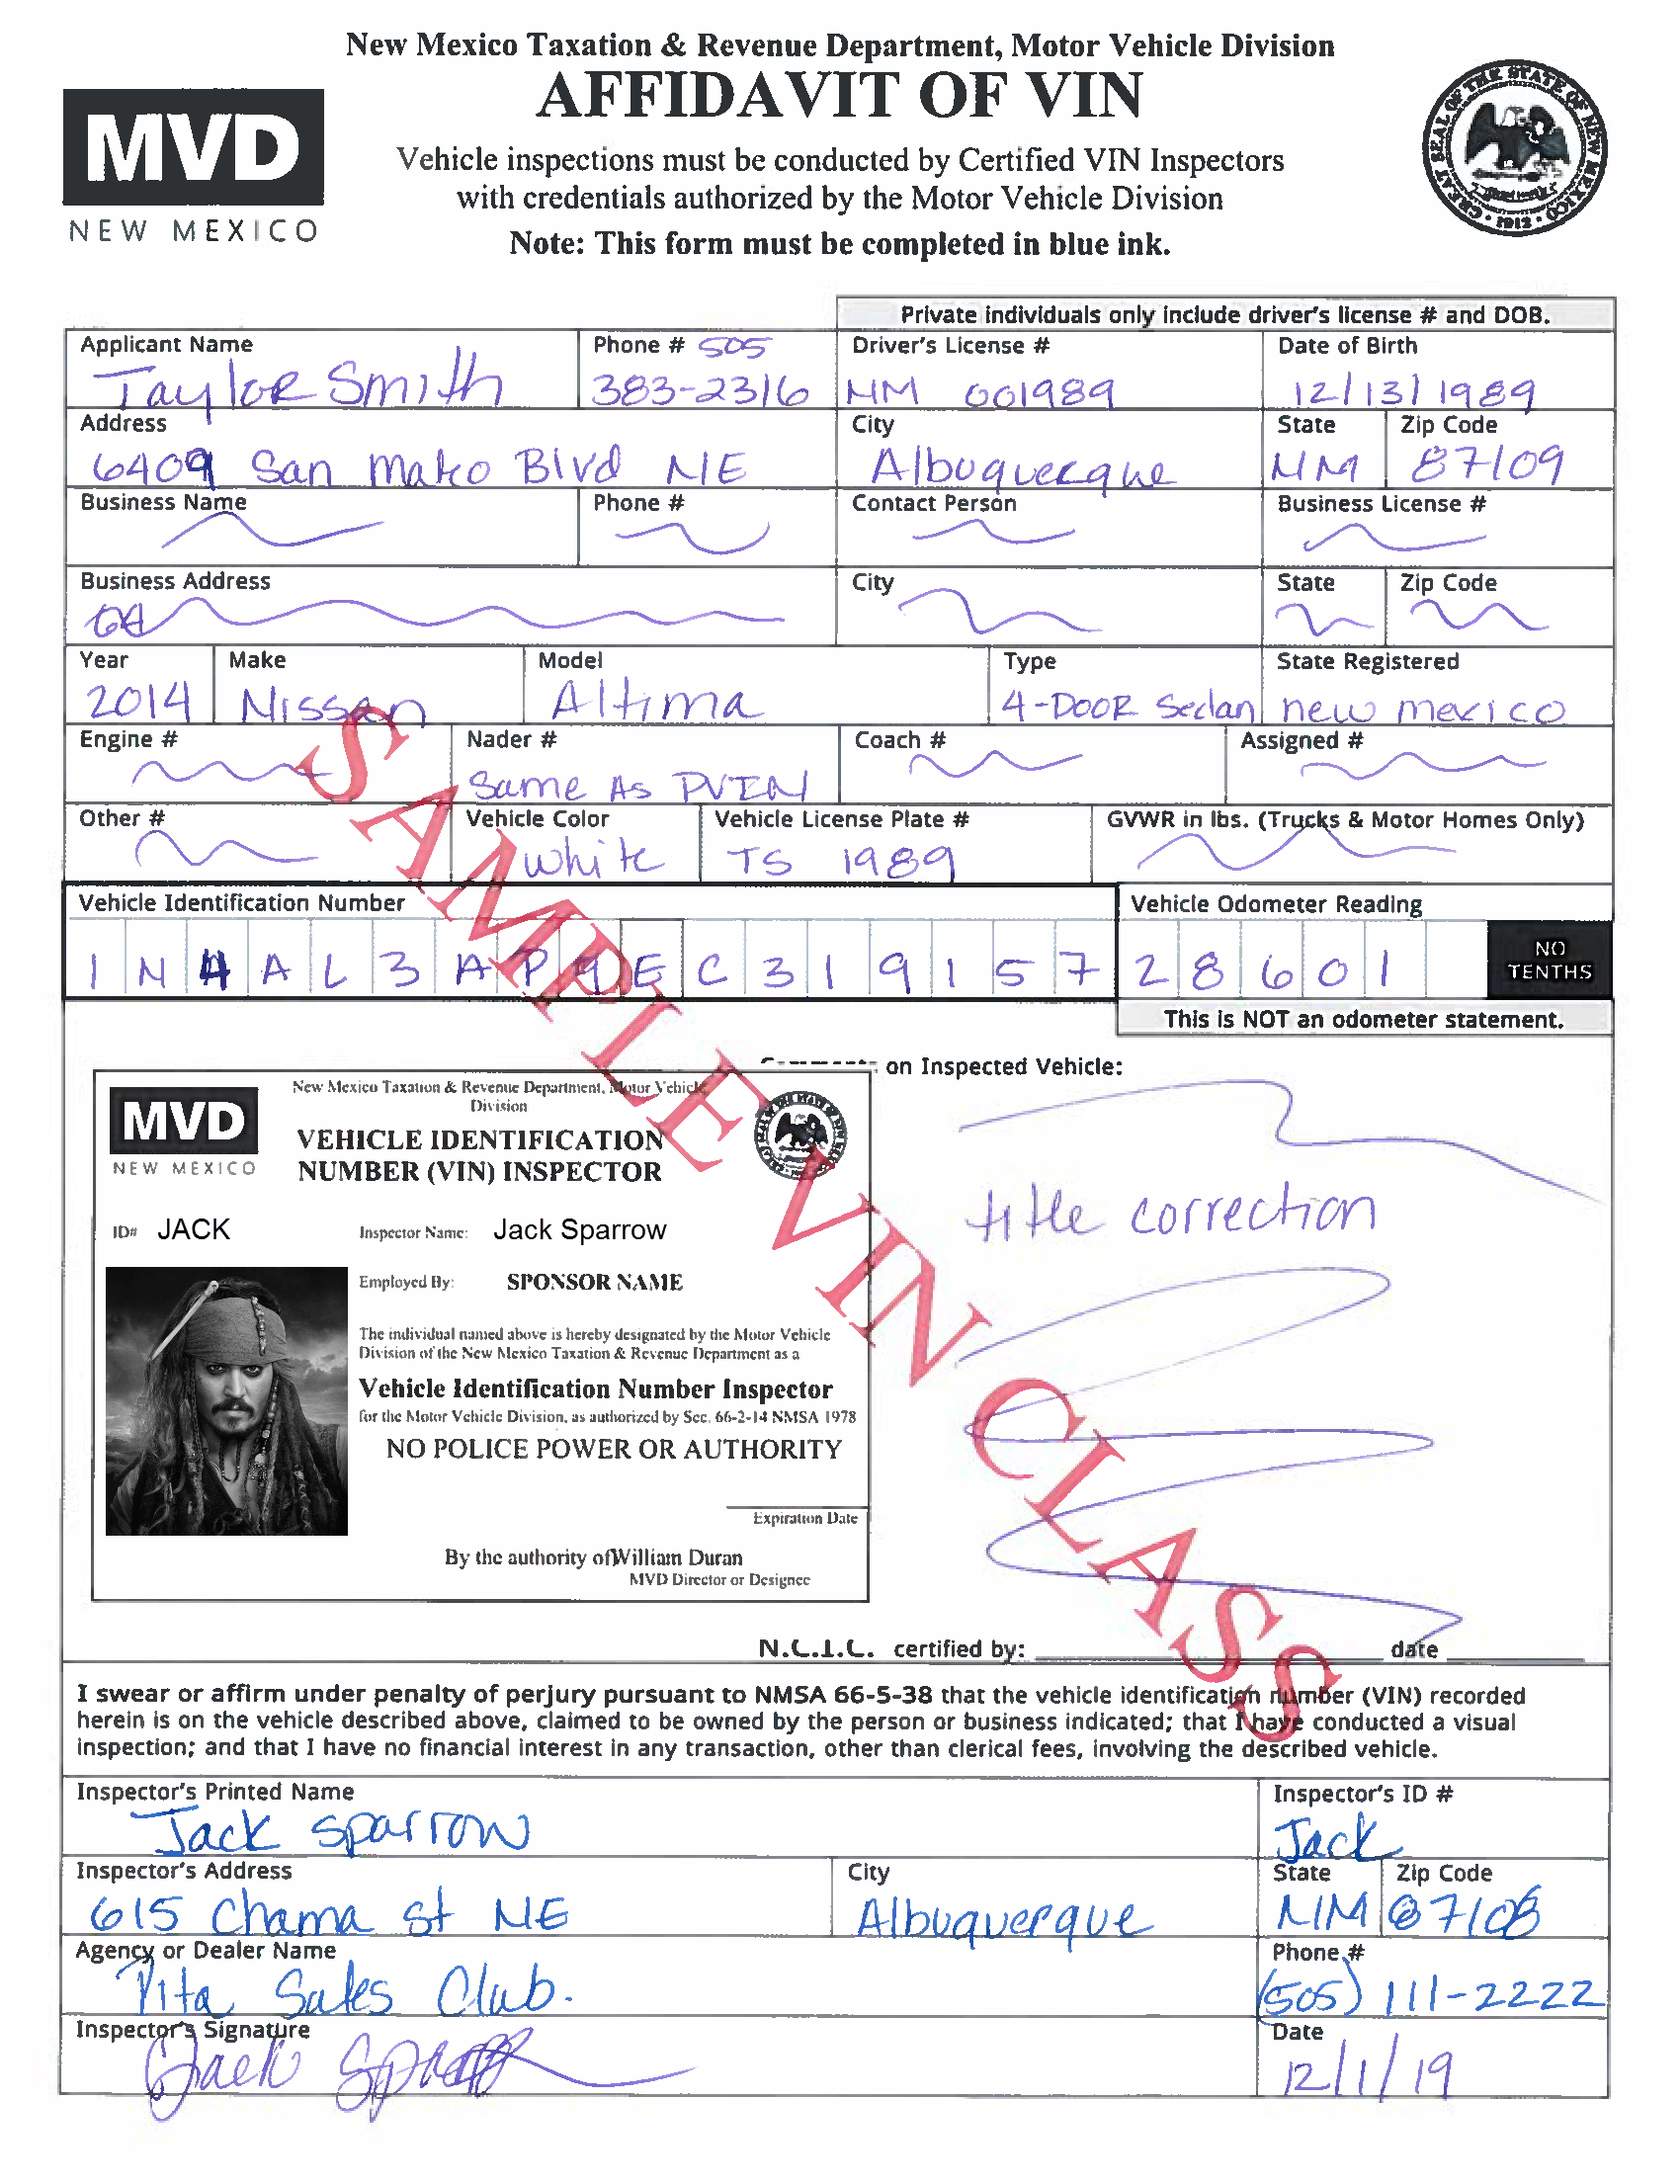 New Mexico Taxation & Revenue Department, Motor Vehicle Division
AFFIDAVIT OF VIN
MVD
NEW MEXICO
Vehicle inspections must be conducted by Certified VIN Inspectors
with credentials authorized by the Motor Vehicle Division
Note: This form must be completed in blue ink.
GREAT SEAL OF THE STATE OF NEW MEXICO
1912
Private individuals only include driver's license # and DOB.
Applicant Name Phone # 505 Driver's License # Date of Birth
Taylor Smith 383-2316 NM 001989 12/13/1989
Address City State Zip Code
6409 San Mateo Blvd NE Albuquerque NM 87109
Business Name Phone # Contact Person Business License #
Business Address City State Zip Code
Year Make Model Type State Registered
2014 Nissan Altima 4-Door Sedan new mexico
Engine # Nader # Coach # Assigned #
Same As PVIN
Other # Vehicle Color Vehicle License Plate # GVWR in lbs. (Trucks & Motor Homes Only)
white TS 1989
Vehicle Identification Number Vehicle Odometer Reading
1 N 4 A L 3 A P 9 E C 3 1 9 1 5 7 2 8 6 0 1 NO TENTHS
This is NOT an odometer statement.
on Inspected Vehicle:
New Mexico Taxation & Revenue Department, Motor Vehicle
Division
MVD
NEW MEXICO
VEHICLE IDENTIFICATION
NUMBER (VIN) INSPECTOR
ID# JACK Inspector Name: Jack Sparrow
Employed By: SPONSOR NAME
The individual named above is hereby designated by the Motor Vehicle
Division of the New Mexico Taxation & Revenue Department as a
Vehicle Identification Number Inspector
for the Motor Vehicle Division, as authorized by Sec. 66-2-14 NMSA 1978
NO POLICE POWER OR AUTHORITY
Expiration Date
By the authority of William Duran
MVD Director or Designee
title correction
SAMPLE VIN CLASS
N.C.I.C. certified by: date
I swear or affirm under penalty of perjury pursuant to NMSA 66-5-38 that the vehicle identification number (VIN) recorded
herein is on the vehicle described above, claimed to be owned by the person or business indicated; that I have conducted a visual
inspection; and that I have no financial interest in any transaction, other than clerical fees, involving the described vehicle.
Inspector's Printed Name Inspector's ID #
Jack Sparrow Jack
Inspector's Address City State Zip Code
615 Chama St NE Albuquerque NM 87108
Agency or Dealer Name Phone #
Pita Sales Club. (505) 111-2222
Inspector's Signature Date
Jack Sparrow 12/1/19